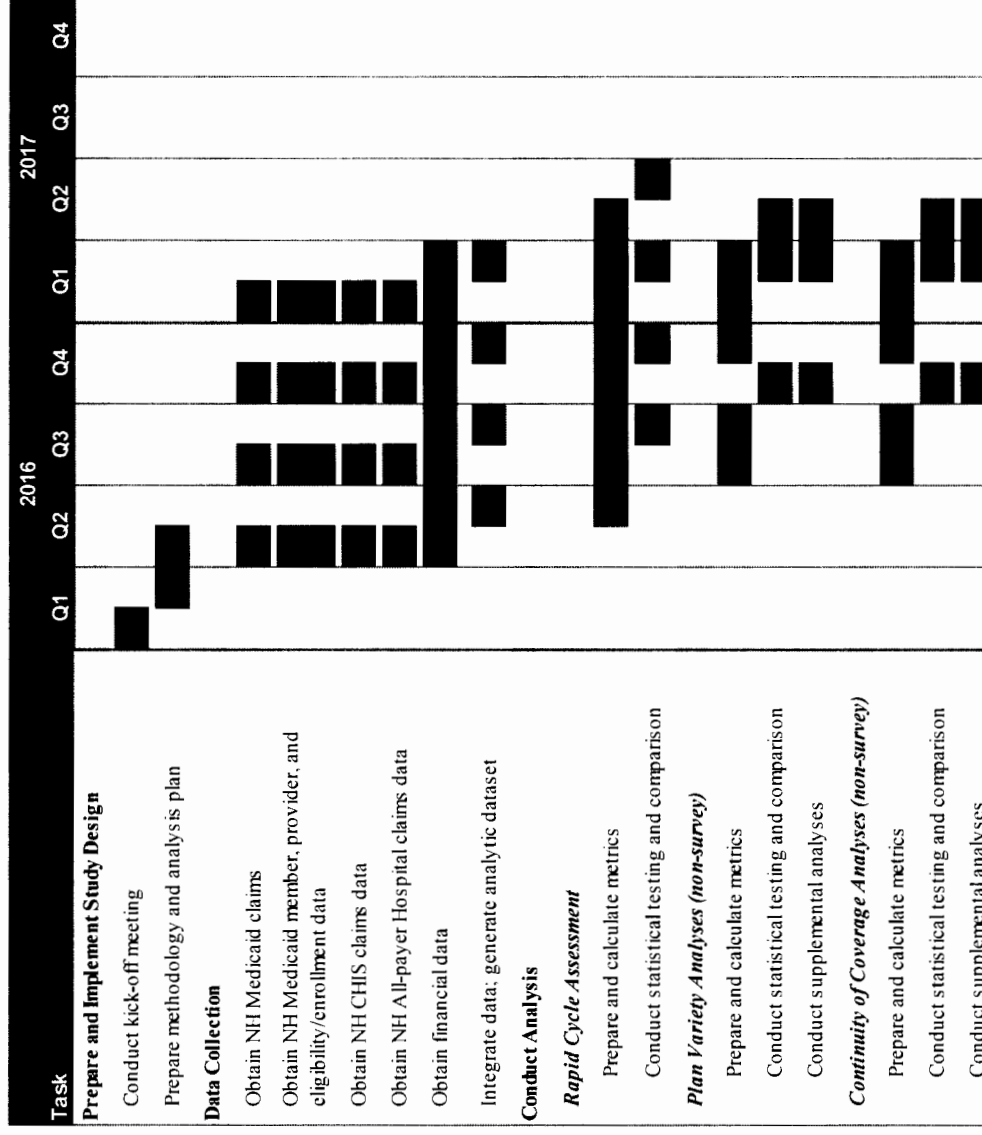 2016 2017
Task Q1 Q2 Q3 Q4 Q1 Q2 Q3 Q4
Prepare and Implement Study Design
Conduct kick-off meeting
Prepare methodology and analysis plan
Data Collection
Obtain NH Medicaid claims
Obtain NH Medicaid member, provider, and
eligibility/enrollment data
Obtain NH CHIS claims data
Obtain NH All-payer Hospital claims data
Obtain financial data
Integrate data; generate analytic dataset
Conduct Analysis
Rapid Cycle Assessment
Prepare and calculate metrics
Conduct statistical testing and comparison
Plan Variety Analyses (non-survey)
Prepare and calculate metrics
Conduct statistical testing and comparison
Conduct supplemental analyses
Continuity of Coverage Analyses (non-survey)
Prepare and calculate metrics
Conduct statistical testing and comparison
Conduct supplemental analyses